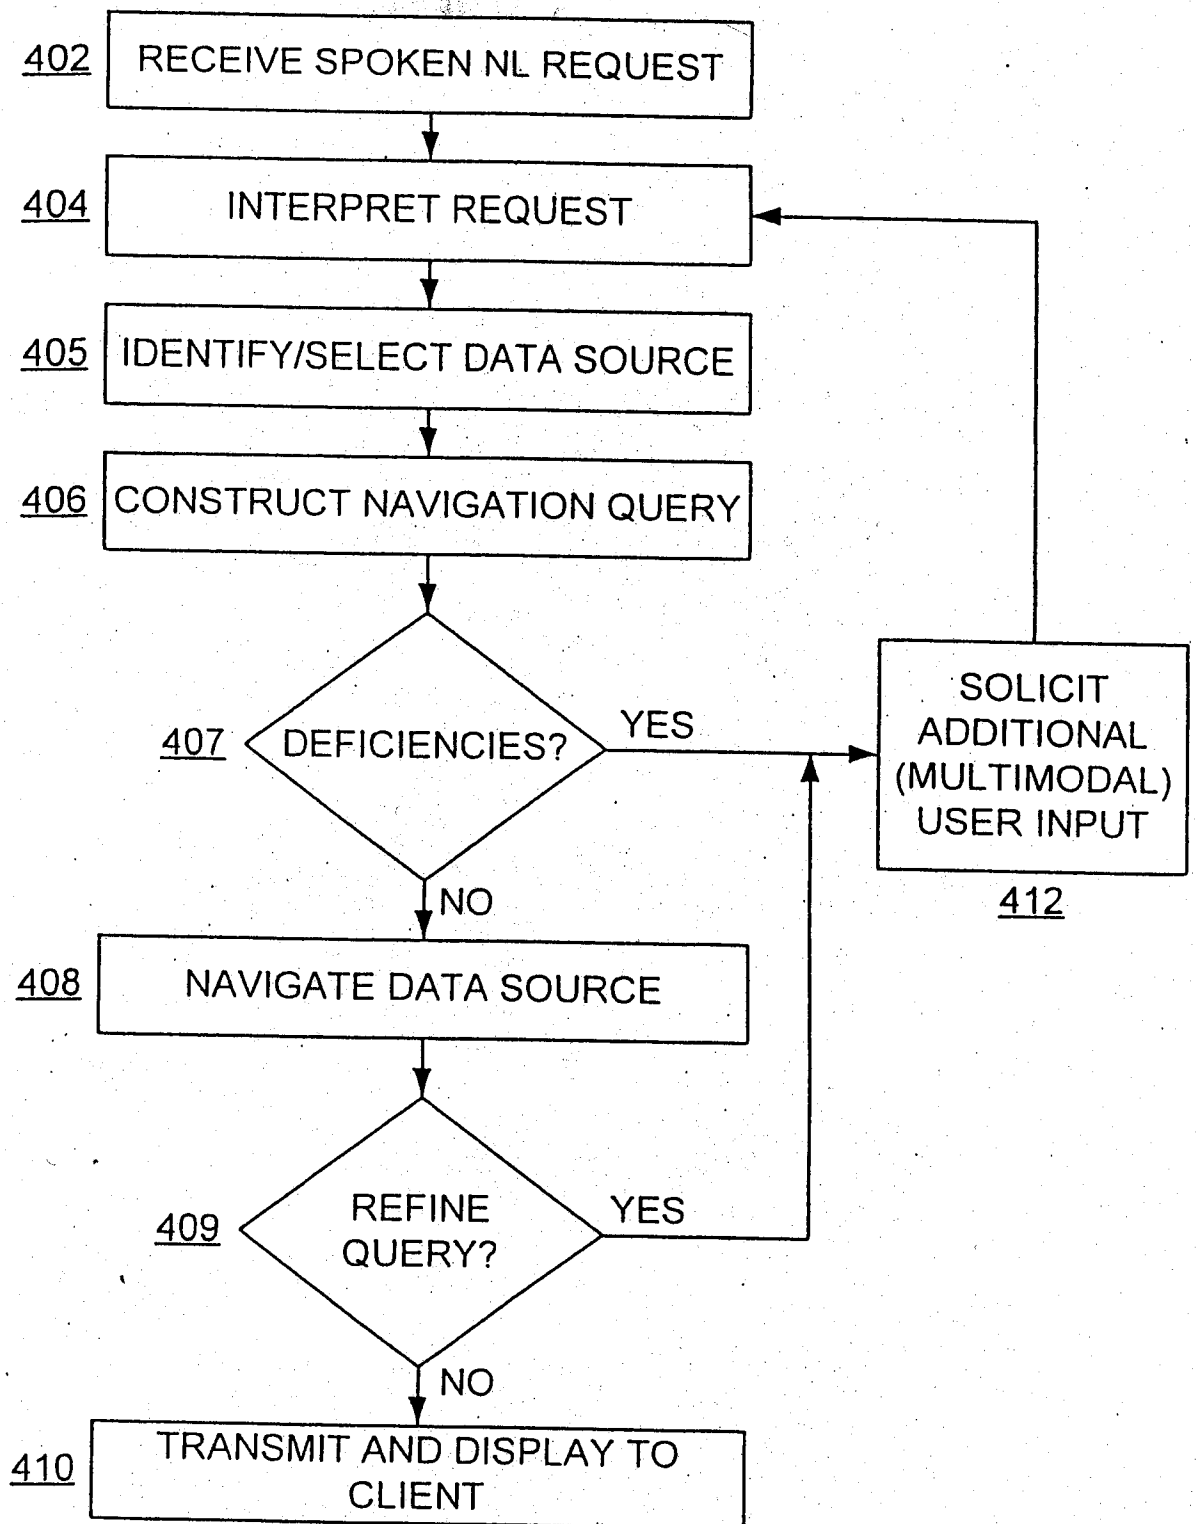 402 RECEIVE SPOKEN NL REQUEST
404 INTERPRET REQUEST
405 IDENTIFY/SELECT DATA SOURCE
406 CONSTRUCT NAVIGATION QUERY
407 DEFICIENCIES? YES
SOLICIT
ADDITIONAL
(MULTIMODAL)
USER INPUT
412
NO
408 NAVIGATE DATA SOURCE
409 REFINE
QUERY?
YES
NO
410 TRANSMIT AND DISPLAY TO
CLIENT